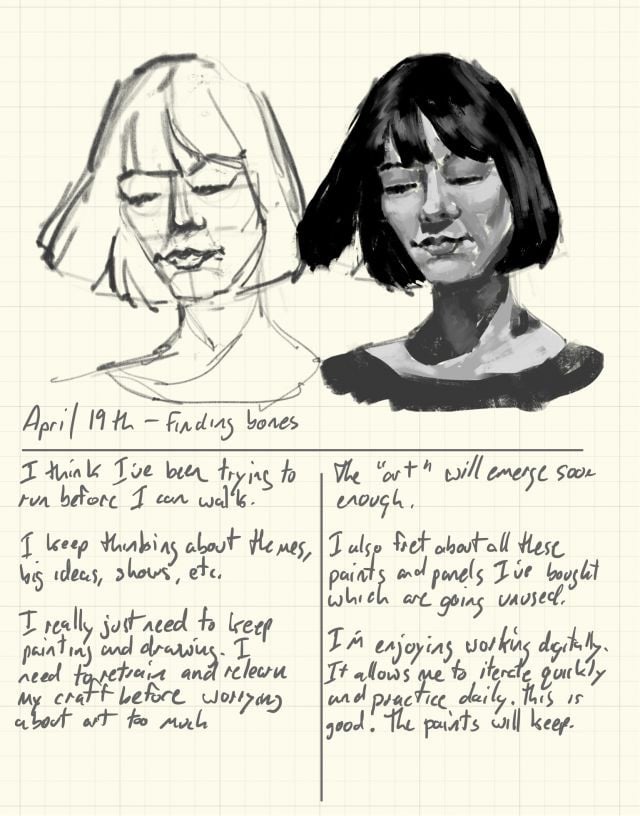 April 19th - Finding bones
I think I've been trying to
run before I can walk.
I keep thinking about themes,
big ideas, shows, etc.
I really just need to keep
painting and drawing. I
need to retrain and relearn
my craft before worrying
about art too much
The "art" will emerge soon
enough.
I also fret about all these
paints and panels I've bought
which are going unused.
I'm enjoying working digitally.
It allows me to iterate quickly
and practice daily. this is
good. The paints will keep.